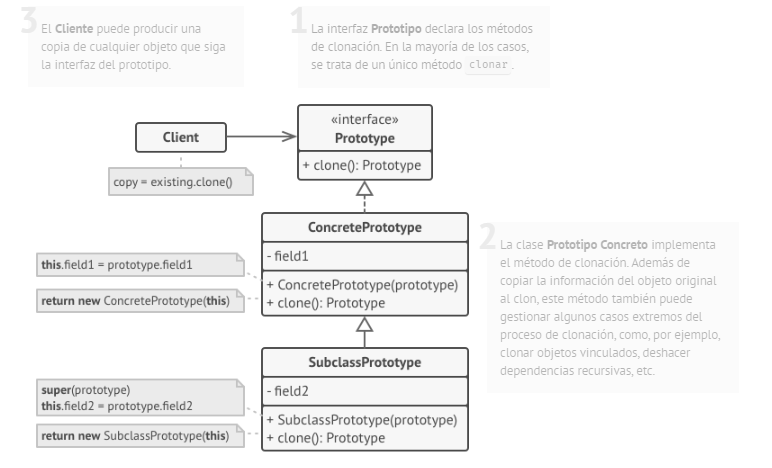 3
El Cliente puede producir una
copia de cualquier objeto que siga
la interfaz del prototipo.
1
La interfaz Prototipo declara los métodos
de clonación. En la mayoría de los casos,
se trata de un único método clonar.
«interface»
Prototype
+ clone(): Prototype
Client
copy = existing.clone()
ConcretePrototype
- field1
+ ConcretePrototype(prototype)
+ clone(): Prototype
this.field1 = prototype.field1
return new ConcretePrototype(this)
2
La clase Prototipo Concreto implementa
el método de clonación. Además de
copiar la información del objeto original
al clon, este método también puede
gestionar algunos casos extremos del
proceso de clonación, como, por ejemplo,
clonar objetos vinculados, deshacer
dependencias recursivas, etc.
SubclassPrototype
- field2
+ SubclassPrototype(prototype)
+ clone(): Prototype
super(prototype)
this.field2 = prototype.field2
return new SubclassPrototype(this)